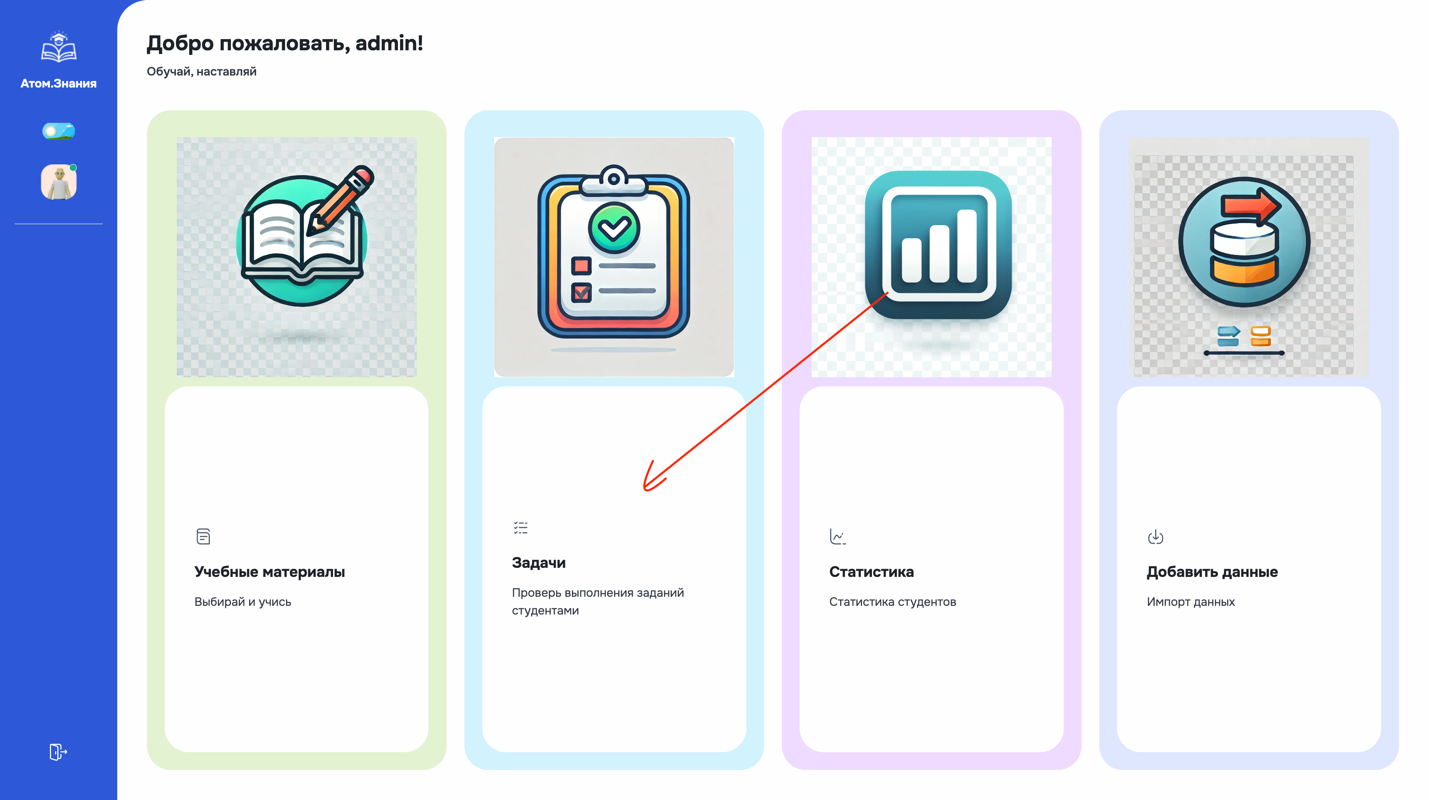 Атом.Знания
Добро пожаловать, admin!
Обучай, наставляй
Учебные материалы
Выбирай и учись
Задачи
Проверь выполнения заданий
студентами
Статистика
Статистика студентов
Добавить данные
Импорт данных